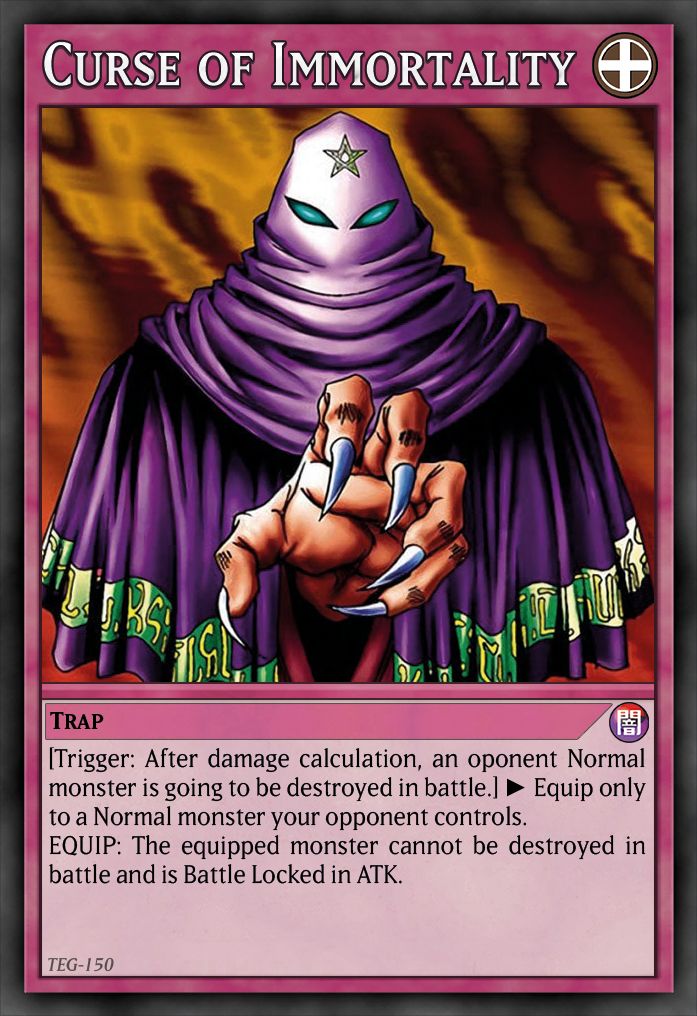 Curse of Immortality
Trap
闇
[Trigger: After damage calculation, an oponent Normal
monster is going to be destroyed in battle.] ► Equip only
to a Normal monster your opponent controls.
EQUIP: The equipped monster cannot be destroyed in
battle and is Battle Locked in ATK.
TEG-150